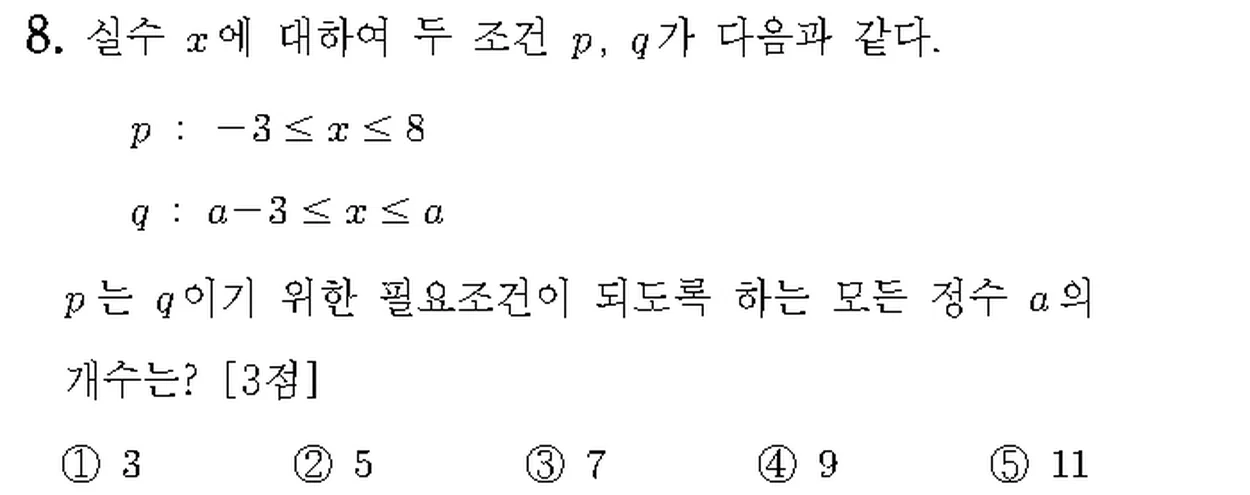 8. 실수 x에 대하여 두 조건 p, q가 다음과 같다.
p : −3 ≤ x ≤ 8
q : a−3 ≤ x ≤ a
p는 q이기 위한 필요조건이 되도록 하는 모든 정수 a의
개수는? [3점]
① 3 ② 5 ③ 7 ④ 9 ⑤ 11